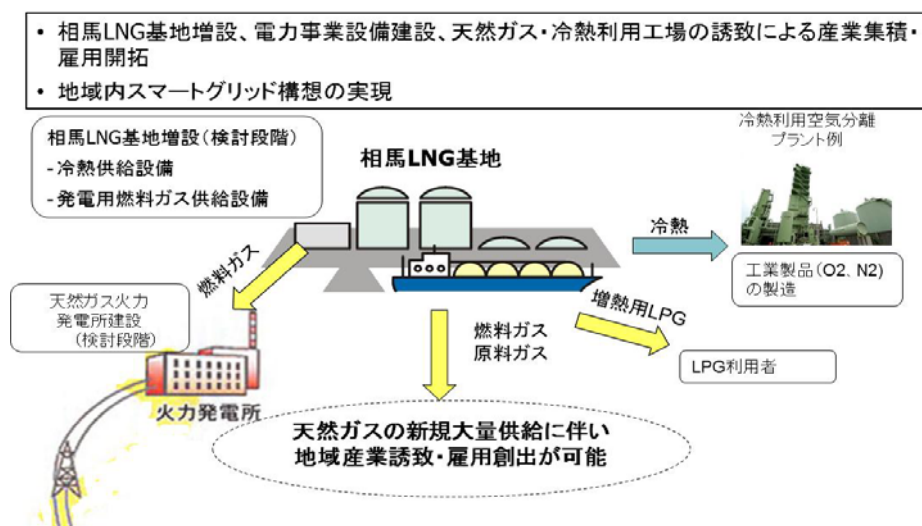 • 相馬LNG基地増設、電力事業設備建設、天然ガス・冷熱利用工場の誘致による産業集積・
雇用開拓
• 地域内スマートグリッド構想の実現
相馬LNG基地増設(検討段階)
-冷熱供給設備
-発電用燃料ガス供給設備
相馬LNG基地
冷熱利用空気分離
プラント例
冷熱
工業製品(O2、N2)
の製造
燃料ガス
天然ガス火力
発電所建設
(検討段階)
火力発電所
燃料ガス
原料ガス
増熱用LPG
LPG利用者
天然ガスの新規大量供給に伴い
地域産業誘致・雇用創出が可能